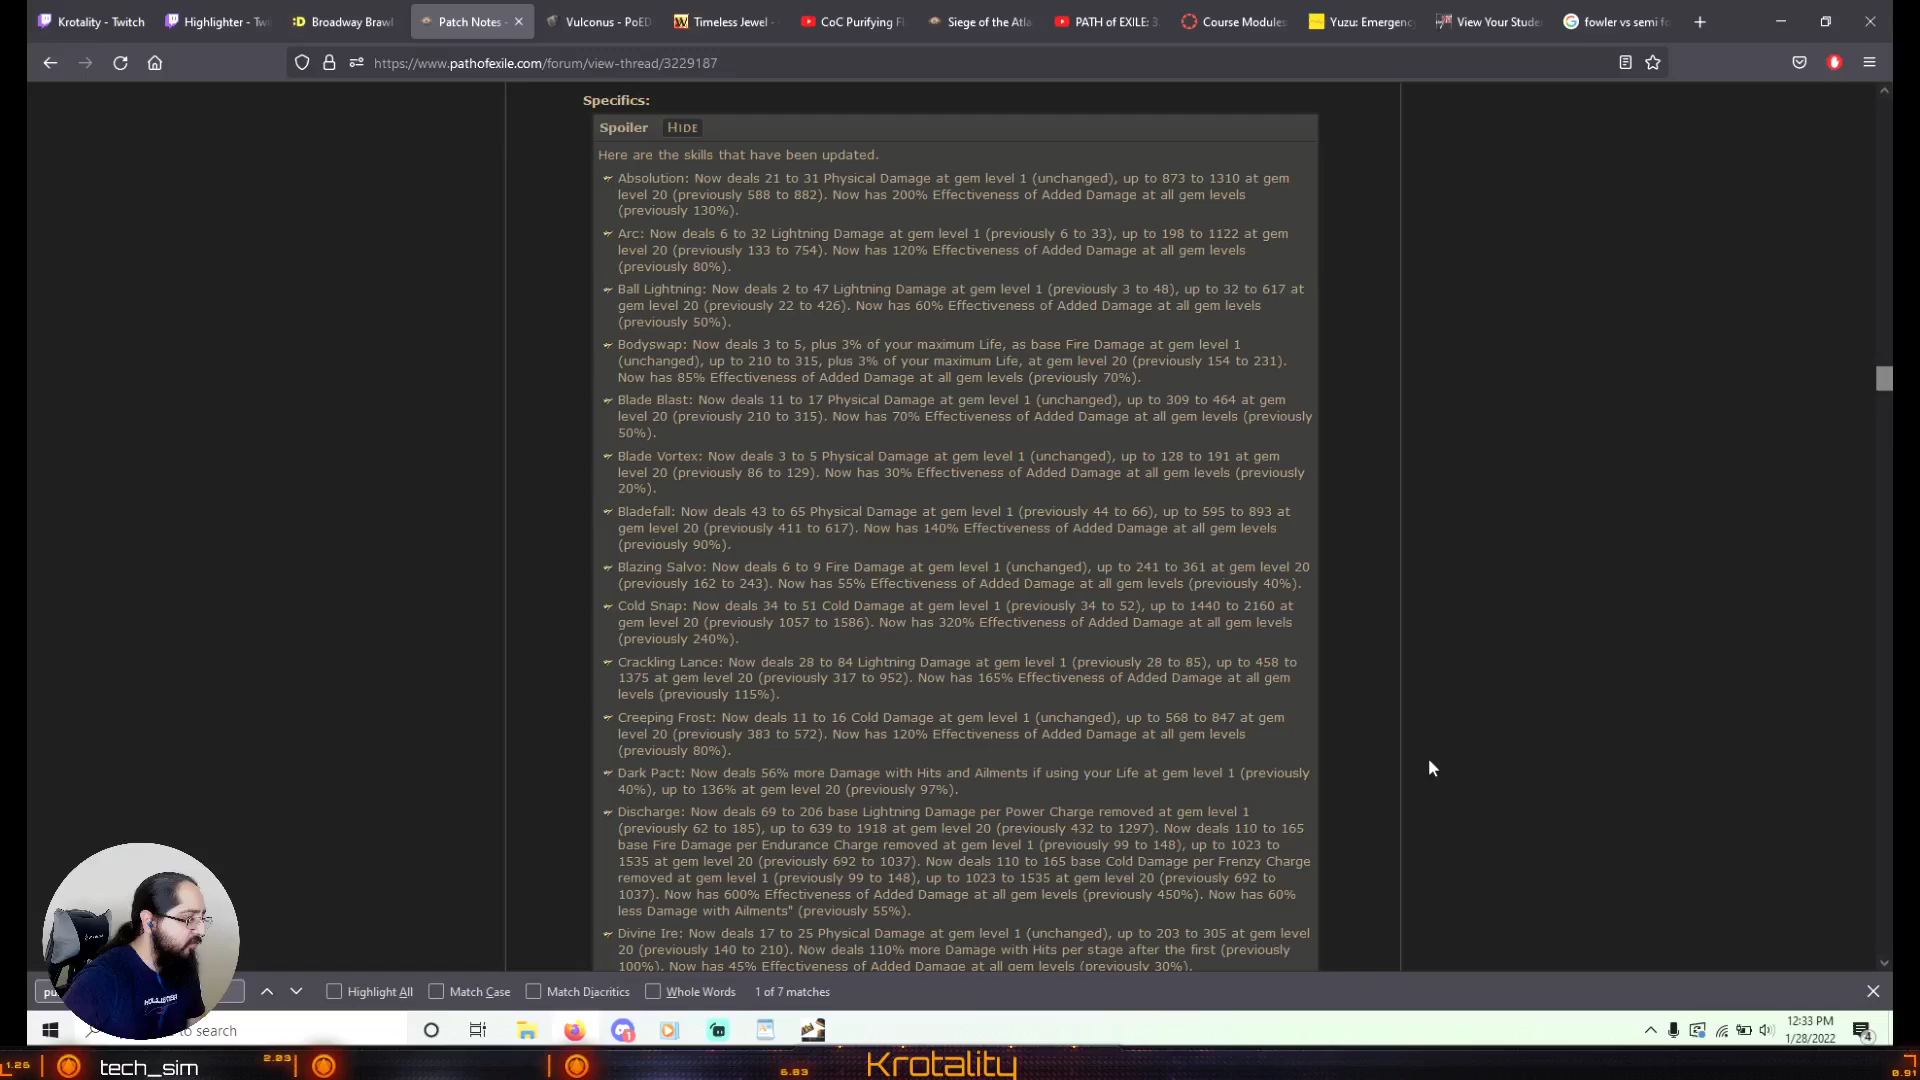 Krotality - Twitch
Highlighter - Twi
Broadway Brawl
Patch Notes -
Vulconus - PoED
Timeless Jewel -
CoC Purifying Fl
Siege of the Atla
PATH of EXILE: 3.
Course Modules
Yuzu: Emergency
View Your Stude
fowler vs semi fo
https://www.pathofexile.com/forum/view-thread/3229187
Specifics:
Spoiler HIDE
Here are the skills that have been updated.
Absolution: Now deals 21 to 31 Physical Damage at gem level 1 (unchanged), up to 873 to 1310 at gem
level 20 (previously 588 to 882). Now has 200% Effectiveness of Added Damage at all gem levels
(previously 130%).
Arc: Now deals 6 to 32 Lightning Damage at gem level 1 (previously 6 to 33), up to 198 to 1122 at gem
level 20 (previously 133 to 754). Now has 120% Effectiveness of Added Damage at all gem levels
(previously 80%).
Ball Lightning: Now deals 2 to 47 Lightning Damage at gem level 1 (previously 3 to 48), up to 32 to 617 at
gem level 20 (previously 22 to 426). Now has 60% Effectiveness of Added Damage at all gem levels
(previously 50%).
Bodyswap: Now deals 3 to 5, plus 3% of your maximum Life, as base Fire Damage at gem level 1
(unchanged), up to 210 to 315, plus 3% of your maximum Life, at gem level 20 (previously 154 to 231).
Now has 85% Effectiveness of Added Damage at all gem levels (previously 70%).
Blade Blast: Now deals 11 to 17 Physical Damage at gem level 1 (unchanged), up to 309 to 464 at gem
level 20 (previously 210 to 315). Now has 70% Effectiveness of Added Damage at all gem levels (previously
50%).
Blade Vortex: Now deals 3 to 5 Physical Damage at gem level 1 (unchanged), up to 128 to 191 at gem
level 20 (previously 86 to 129). Now has 30% Effectiveness of Added Damage at all gem levels (previously
20%).
Bladefall: Now deals 43 to 65 Physical Damage at gem level 1 (previously 44 to 66), up to 595 to 893 at
gem level 20 (previously 411 to 617). Now has 140% Effectiveness of Added Damage at all gem levels
(previously 90%).
Blazing Salvo: Now deals 6 to 9 Fire Damage at gem level 1 (unchanged), up to 241 to 361 at gem level 20
(previously 162 to 243). Now has 55% Effectiveness of Added Damage at all gem levels (previously 40%).
Cold Snap: Now deals 34 to 51 Cold Damage at gem level 1 (previously 34 to 52), up to 1440 to 2160 at
gem level 20 (previously 1057 to 1586). Now has 320% Effectiveness of Added Damage at all gem levels
(previously 240%).
Crackling Lance: Now deals 28 to 84 Lightning Damage at gem level 1 (previously 28 to 85), up to 458 to
1375 at gem level 20 (previously 317 to 952). Now has 165% Effectiveness of Added Damage at all gem
levels (previously 115%).
Creeping Frost: Now deals 11 to 16 Cold Damage at gem level 1 (unchanged), up to 568 to 847 at gem
level 20 (previously 383 to 572). Now has 120% Effectiveness of Added Damage at all gem levels
(previously 80%).
Dark Pact: Now deals 56% more Damage with Hits and Ailments if using your Life at gem level 1 (previously
40%), up to 136% at gem level 20 (previously 97%).
Discharge: Now deals 69 to 206 base Lightning Damage per Power Charge removed at gem level 1
(previously 62 to 185), up to 639 to 1918 at gem level 20 (previously 432 to 1297). Now deals 110 to 165
base Fire Damage per Endurance Charge removed at gem level 1 (previously 99 to 148), up to 1023 to
1535 at gem level 20 (previously 692 to 1037). Now deals 110 to 165 base Cold Damage per Frenzy Charge
removed at gem level 1 (previously 99 to 148), up to 1023 to 1535 at gem level 20 (previously 692 to
1037). Now has 600% Effectiveness of Added Damage at all gem levels (previously 450%). Now has 60%
less Damage with Ailments" (previously 55%).
Divine Ire: Now deals 17 to 25 Physical Damage at gem level 1 (unchanged), up to 203 to 305 at gem level
20 (previously 140 to 210). Now deals 110% more Damage with Hits per stage after the first (previously
100%). Now has 45% Effectiveness of Added Damage at all gem levels (previously 30%).
pu
Highlight All
Match Case
Match Diacritics
Whole Words
1 of 7 matches
to search
12:33 PM
1/28/2022
4
1.25
tech_sim
2.03
6.03
Krotality
0.91
HOLLISTER